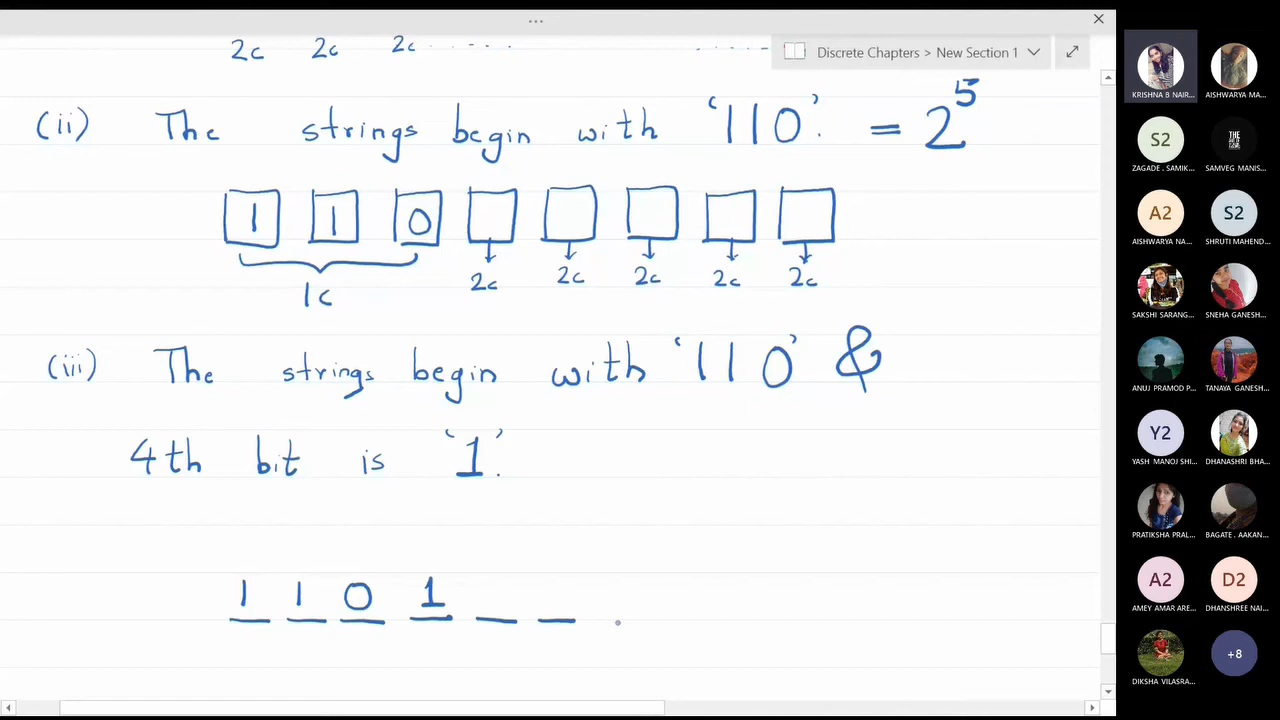 ...
2c 2c 2c ...... ......
Discrete Chapters > New Section 1
(ii) The strings begin with '110'. = 2^5
1 1 0
2c 2c 2c 2c 2c
1c
(iii) The strings begin with '110' &
4th bit is '1'.
1 1 0 1 _ _
KRISHNA B NAIR...
AISHWARYA MA...
S2
THE
ZAGADE . SAMIK...
SAMVEG MANIS...
A2
S2
AISHWARYA NA...
SHRUTI MAHEND...
SAKSHI SARANG...
SNEHA GANESH...
ANUJ PRAMOD P...
TANAYA GANESH...
Y2
YASH MANOJ SHI...
DHANASHRI BHA...
PRATIKSHA PRAL...
BAGATE . AAKAN...
A2
D2
AMEY AMAR ARE...
DHANSHREE NAI...
+8
DIKSHA VILASRA...